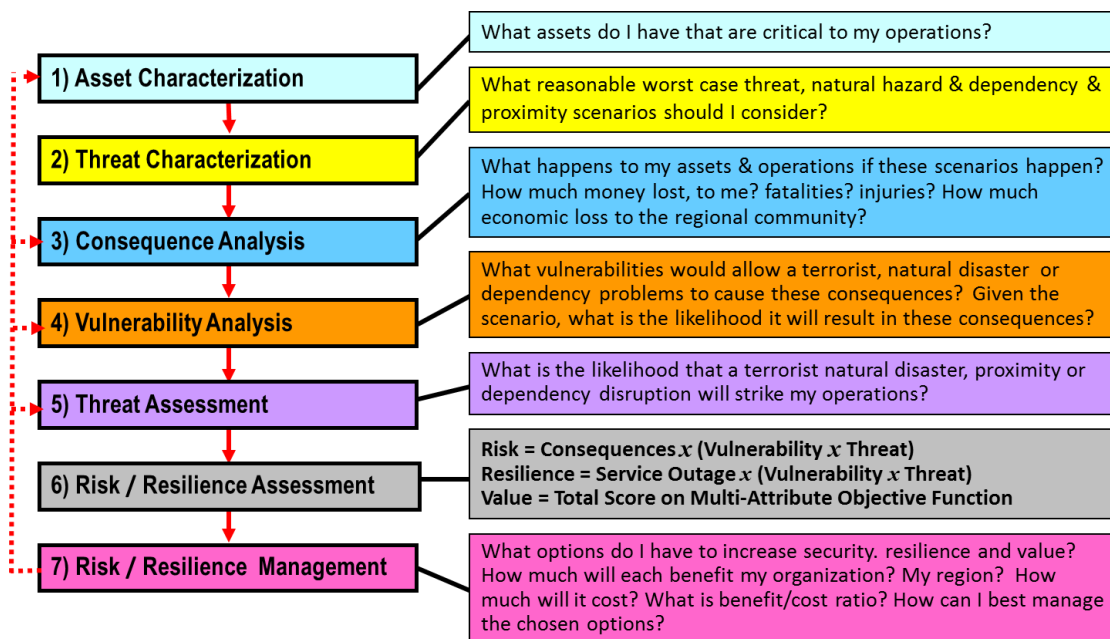 What assets do I have that are critical to my operations?
1) Asset Characterization
What reasonable worst case threat, natural hazard & dependency &
proximity scenarios should I consider?
2) Threat Characterization
What happens to my assets & operations if these scenarios happen?
How much money lost, to me? fatalities? injuries? How much
economic loss to the regional community?
3) Consequence Analysis
What vulnerabilities would allow a terrorist, natural disaster or
dependency problems to cause these consequences? Given the
scenario, what is the likelihood it will result in these consequences?
4) Vulnerability Analysis
What is the likelihood that a terrorist natural disaster, proximity or
dependency disruption will strike my operations?
5) Threat Assessment
Risk = Consequences x (Vulnerability x Threat)
Resilience = Service Outage x (Vulnerability x Threat)
Value = Total Score on Multi-Attribute Objective Function
6) Risk / Resilience Assessment
What options do I have to increase security. resilience and value?
How much will each benefit my organization? My region? How
much will it cost? What is benefit/cost ratio? How can I best manage
the chosen options?
7) Risk / Resilience Management